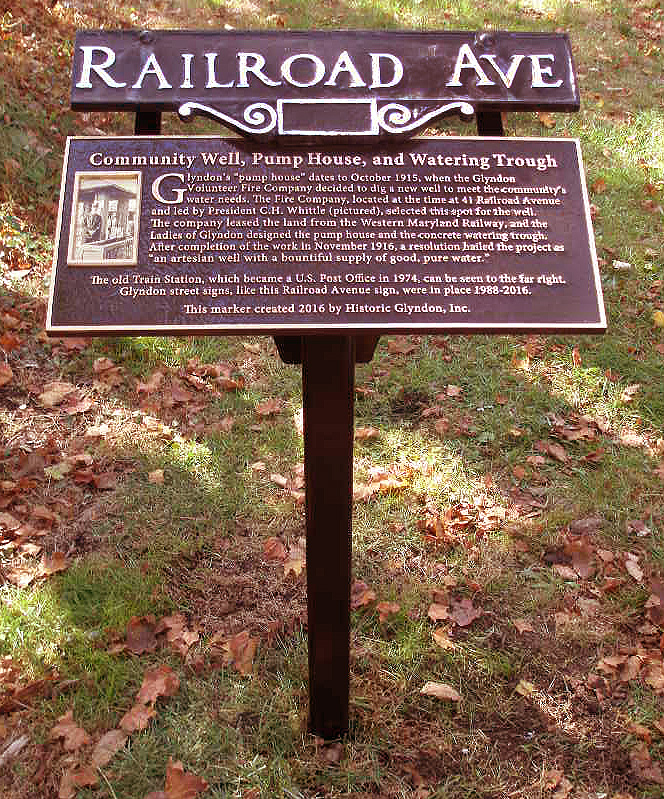 RAILROAD AVE
Community Well, Pump House, and Watering Trough
Glyndon's "pump house" dates to October 1915, when the Glyndon
Volunteer Fire Company decided to dig a new well to meet the community's
water needs. The Fire Company, located at the time at 41 Railroad Avenue
and led by President C.H. Whittle (pictured), selected this spot for the well.
The company leased the land from the Western Maryland Railway, and the
Ladies of Glyndon designed the pump house and the concrete watering trough.
After completion of the work in November 1916, a resolution hailed the project as
"an artesian well with a bountiful supply of good, pure water."
The old Train Station, which became a U.S. Post Office in 1974, can be seen to the far right.
Glyndon street signs, like this Railroad Avenue sign, were in place 1988-2016.
This marker created 2016 by Historic Glyndon, Inc.